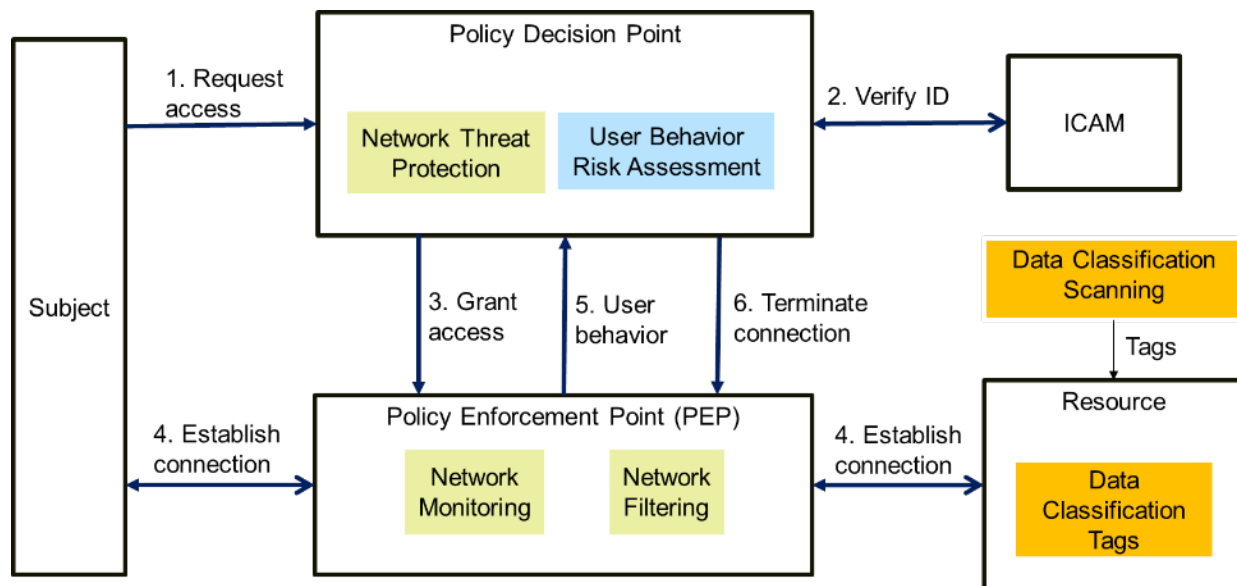 Policy Decision Point
1. Request
access
2. Verify ID
ICAM
Network Threat
Protection
User Behavior
Risk Assessment
Subject
3. Grant
access
5. User
behavior
6. Terminate
connection
Data Classification
Scanning
Tags
Policy Enforcement Point (PEP)
Resource
4. Establish
connection
Network
Monitoring
Network
Filtering
4. Establish
connection
Data
Classification
Tags